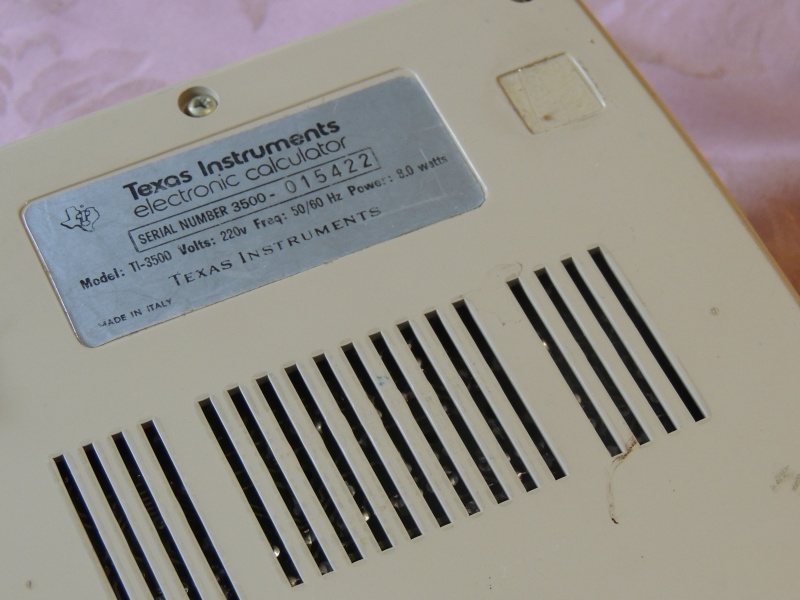 Texas Instruments
electronic calculator
SERIAL NUMBER 3500- 015422
Model: TI-3500 Volts: 220v Freq: 50/60 Hz Power: 8.0 watts
TEXAS INSTRUMENTS
MADE IN ITALY